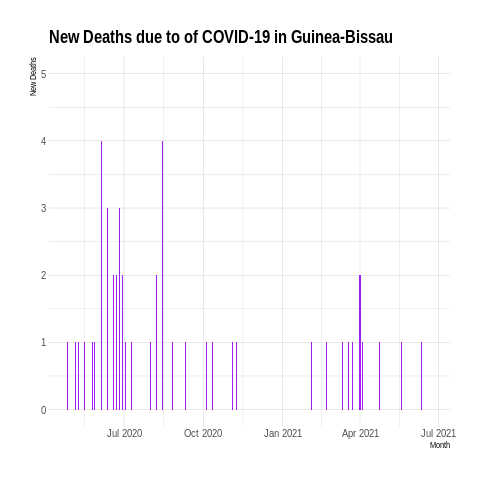 New Deaths due to of COVID-19 in Guinea-Bissau
New Deaths
5
4
3
2
1
0
Jul 2020 Oct 2020 Jan 2021 Apr 2021 Jul 2021
Month